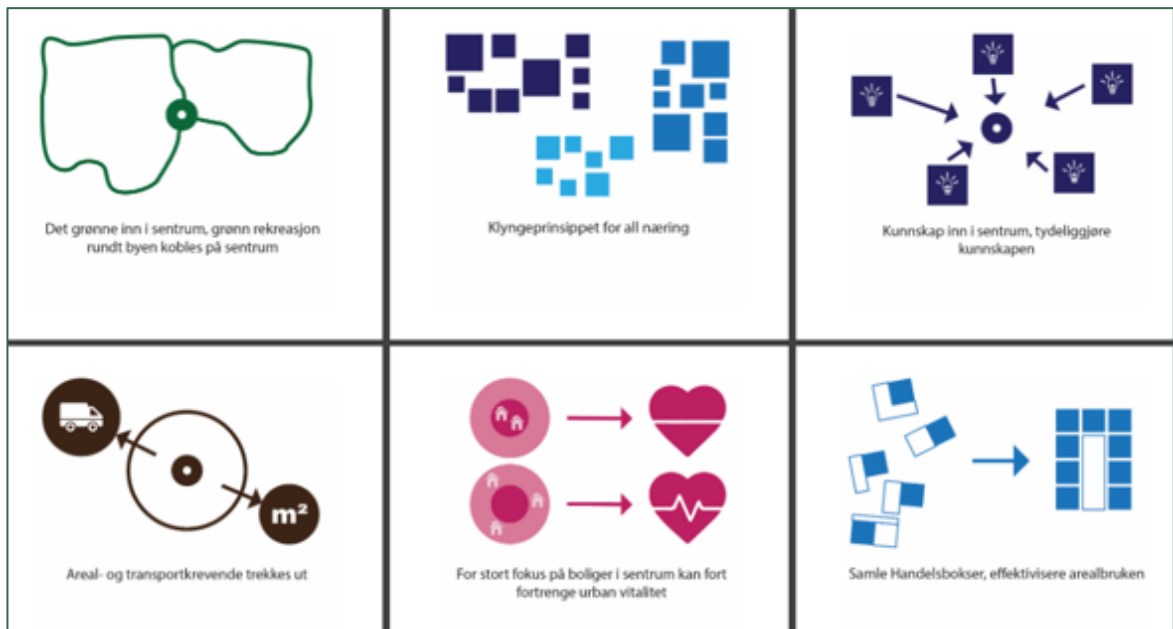 Det grønne inn i sentrum, grønn rekreasjon
rundt byen kobles på sentrum
Klyngeprinsippet for all næring
Kunnskap inn i sentrum, tydeliggjøre
kunnskapen
m²
Areal- og transportkrevende trekkes ut
For stort fokus på boliger i sentrum kan fort
fortrenge urban vitalitet
Samle Handelsbokser, effektivisere arealbruken